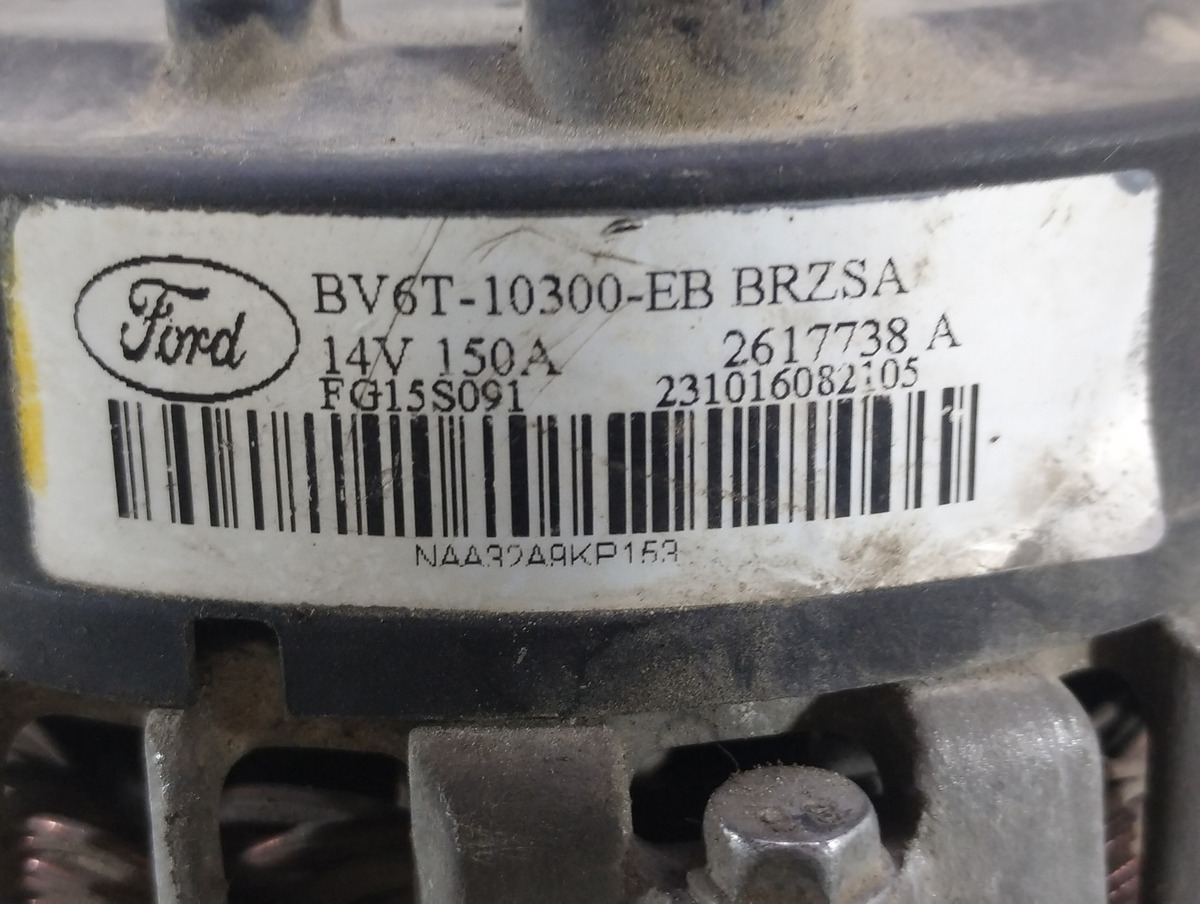 Ford
BV6T-10300-EB BRZSA
14V 150A 2617738 A
FG15S091 231016082105
NAA32A9KP153